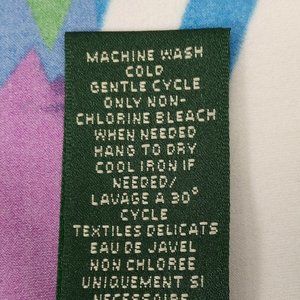 MACHINE WASH
COLD
GENTLE CYCLE
ONLY NON-
CHLORINE BLEACH
WHEN NEEDED
HANG TO DRY
COOL IRON IF
NEEDED/
LAVAGE A 30°
CYCLE
TEXTILES DELICATS
EAU DE JAVEL
NON CHLOREE
UNIQUEMENT SI
NECESSAIRE